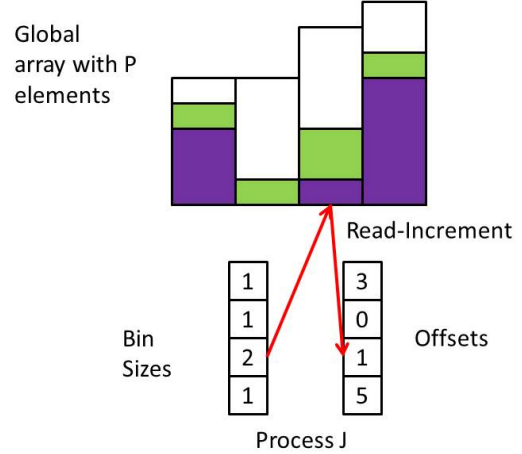 Global
array with P
elements
Read-Increment
1
1
2
1
3
0
1
5
Bin
Sizes
Offsets
Process J